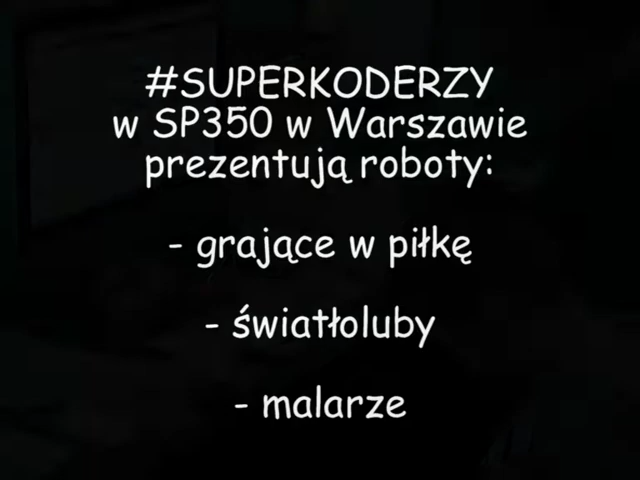 #SUPERKODERZY
w SP350 w Warszawie
prezentują roboty:
- grające w piłkę
- światłoluby
- malarze